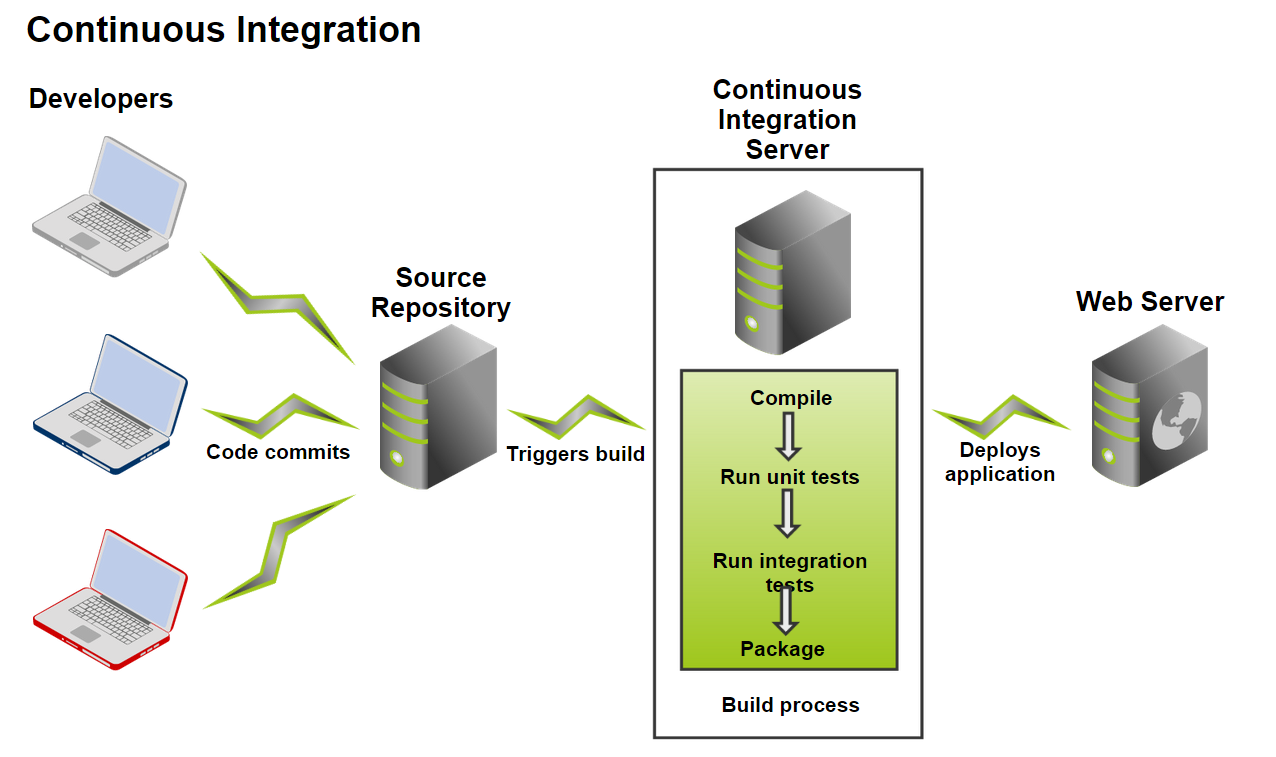 Continuous Integration
Developers
Continuous
Integration
Server
Source
Repository
Web Server
Code commits
Triggers build
Compile
Run unit tests
Run integration
tests
Package
Build process
Deploys
application